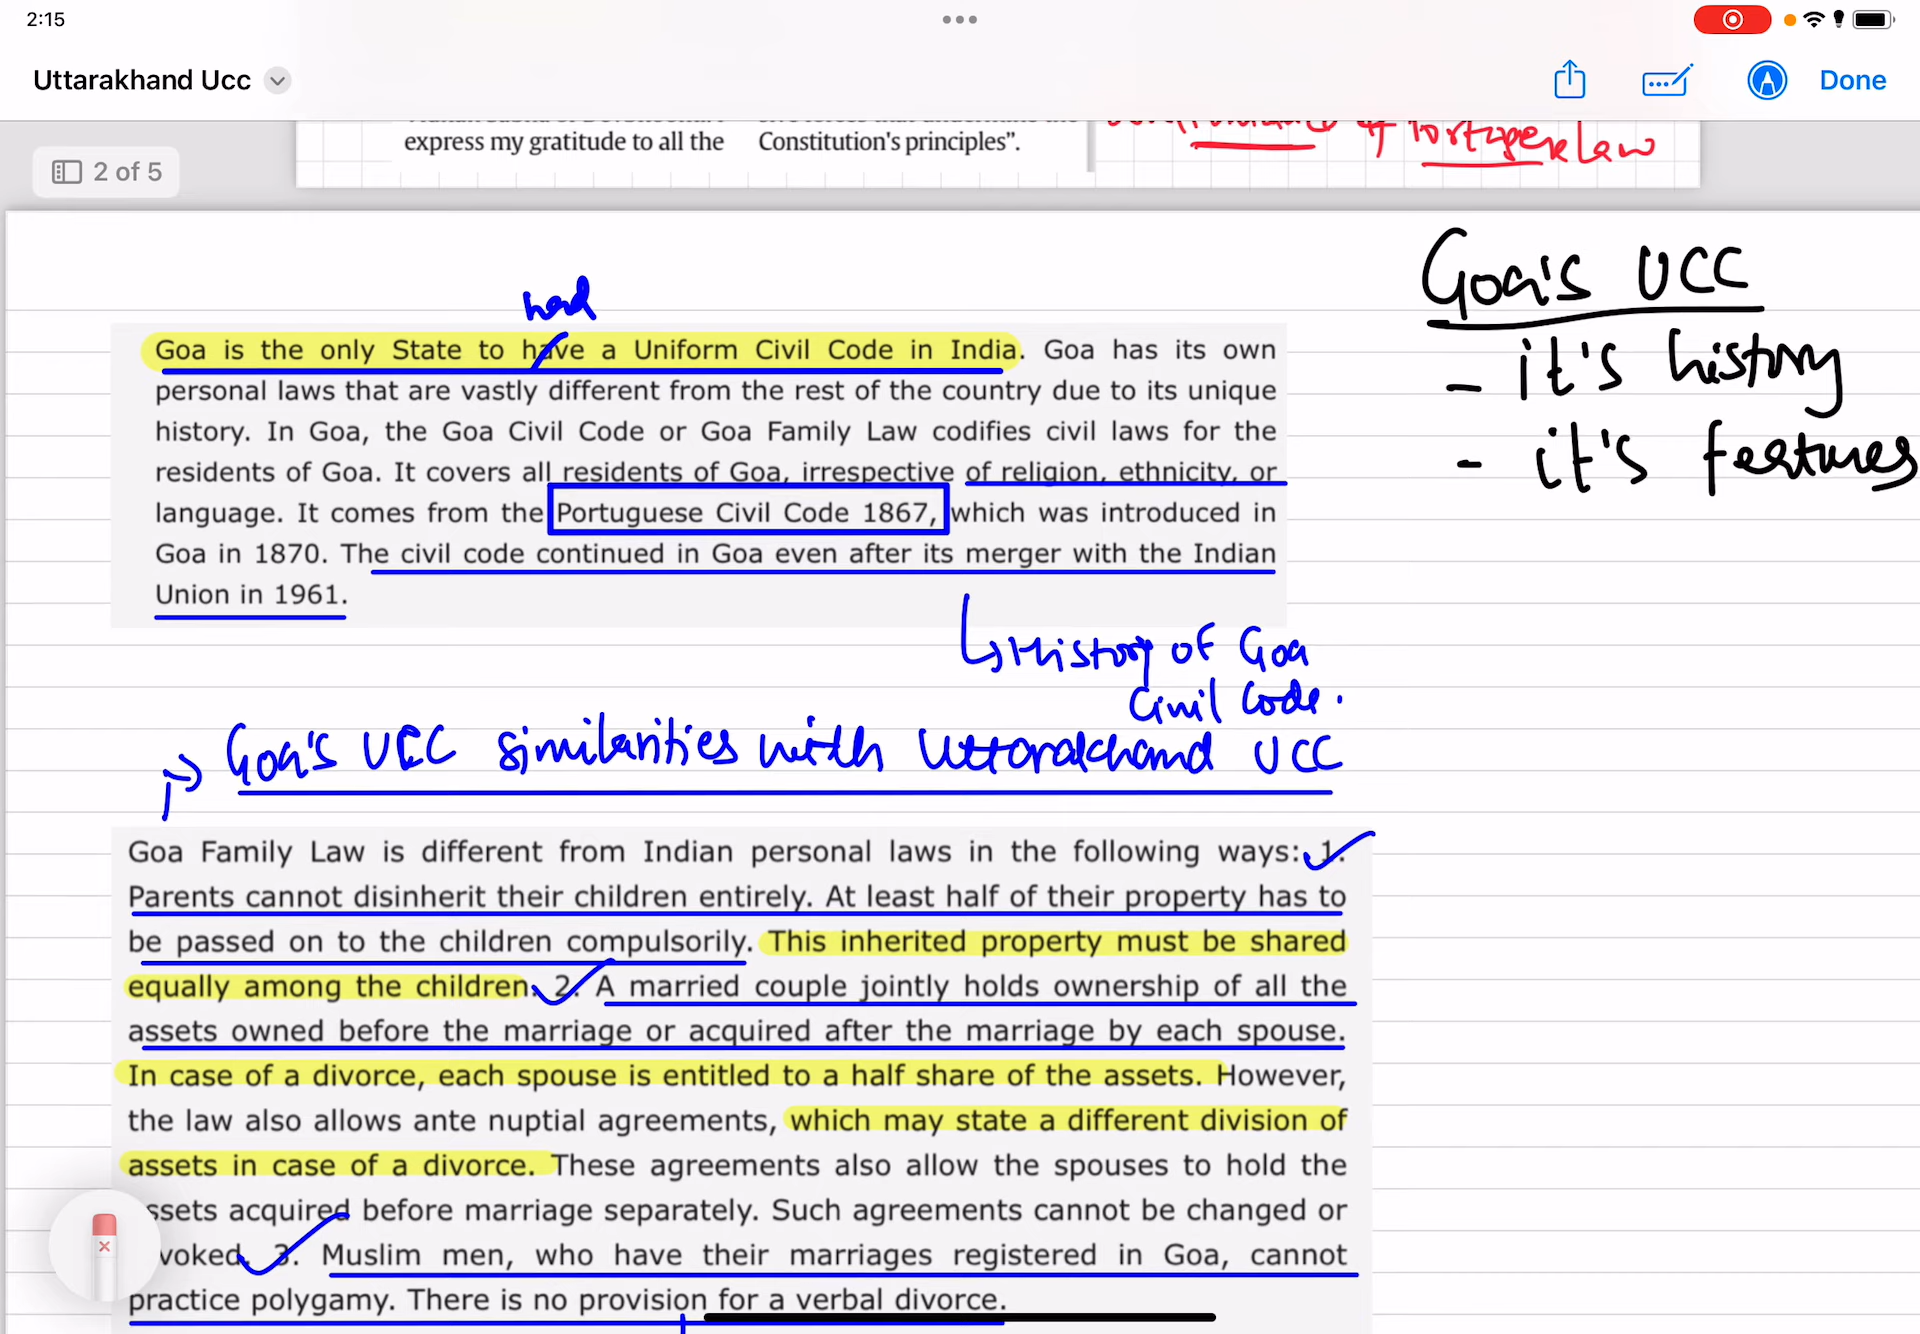 2:15
Uttarakhand Ucc
Done
2 of 5
express my gratitude to all the
Constitution's principles".
of Portugese law
Goa's UCC
- it's history
- it's features
had
Goa is the only State to have a Uniform Civil Code in India. Goa has its own
personal laws that are vastly different from the rest of the country due to its unique
history. In Goa, the Goa Civil Code or Goa Family Law codifies civil laws for the
residents of Goa. It covers all residents of Goa, irrespective of religion, ethnicity, or
language. It comes from the Portuguese Civil Code 1867, which was introduced in
Goa in 1870. The civil code continued in Goa even after its merger with the Indian
Union in 1961.
History of Goa
Civil Code.
Goa's UCC similarities with Uttarakhand UCC
Goa Family Law is different from Indian personal laws in the following ways: 1.
Parents cannot disinherit their children entirely. At least half of their property has to
be passed on to the children compulsorily. This inherited property must be shared
equally among the children. 2. A married couple jointly holds ownership of all the
assets owned before the marriage or acquired after the marriage by each spouse.
In case of a divorce, each spouse is entitled to a half share of the assets. However,
the law also allows ante nuptial agreements, which may state a different division of
assets in case of a divorce. These agreements also allow the spouses to hold the
ssets acquired before marriage separately. Such agreements cannot be changed or
voked. 3. Muslim men, who have their marriages registered in Goa, cannot
practice polygamy. There is no provision for a verbal divorce.